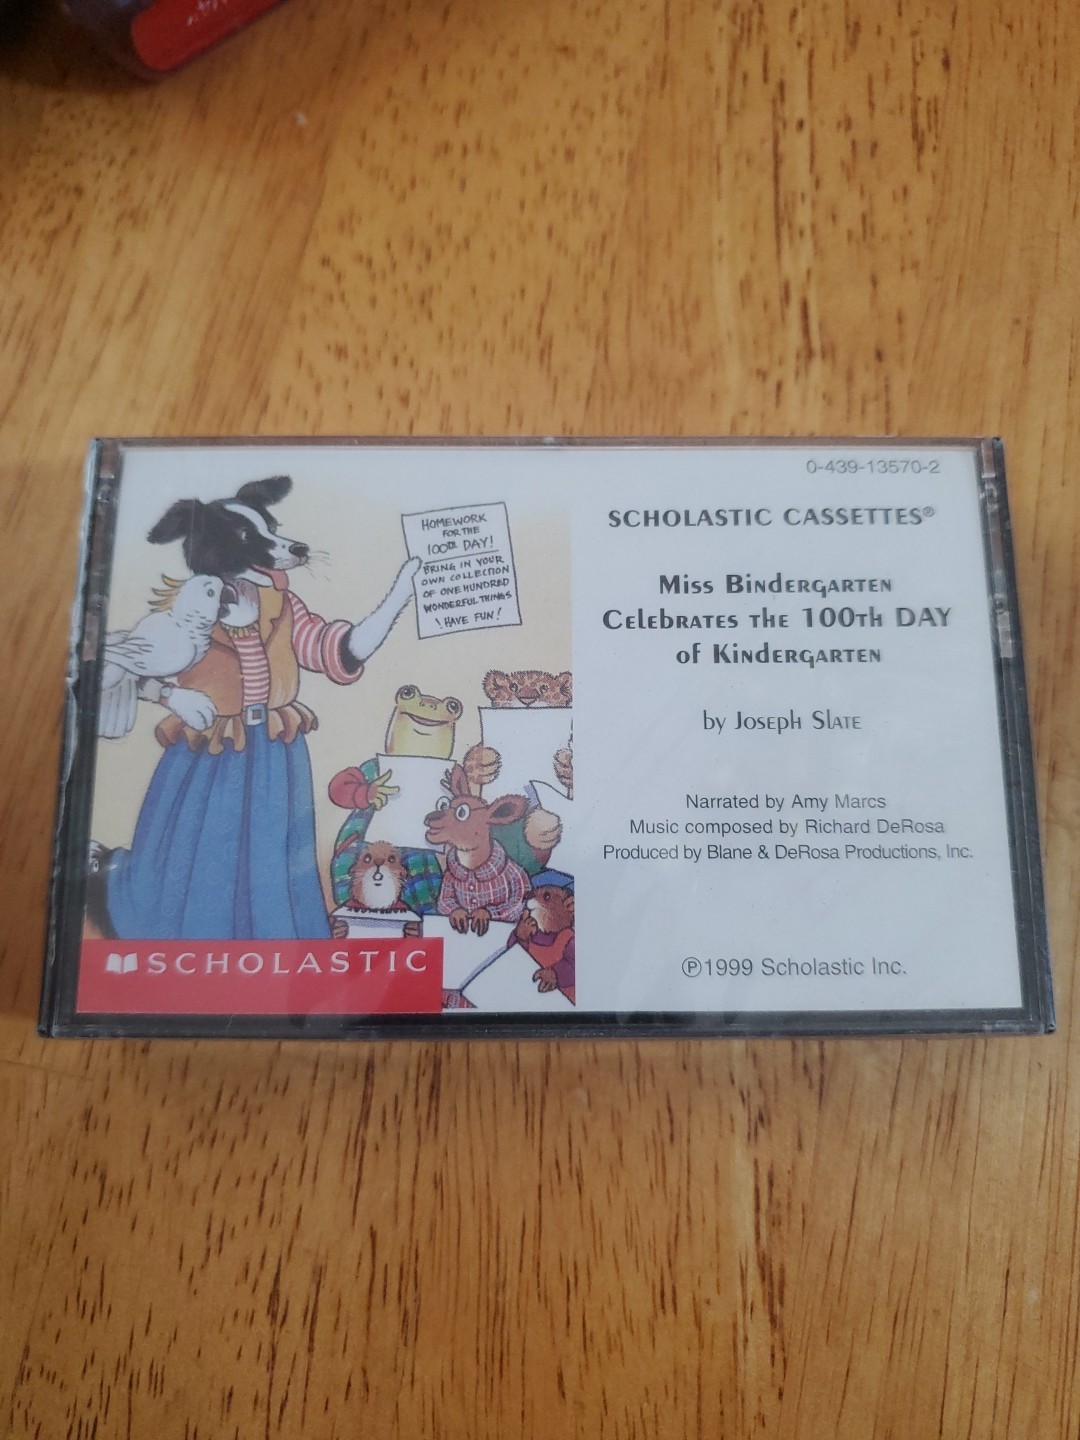 0-439-13570-2
SCHOLASTIC CASSETTES®
Miss Bindergarten
Celebrates the 100th DAY
of Kindergarten
by Joseph Slate
Narrated by Amy Marcs
Music composed by Richard DeRosa
Produced by Blane & DeRosa Productions, Inc.
℗1999 Scholastic Inc.
HOMEWORK
FOR THE
100TH DAY!
BRING IN YOUR
OWN COLLECTION
OF ONE HUNDRED
WONDERFUL THINGS
! HAVE FUN!
SCHOLASTIC